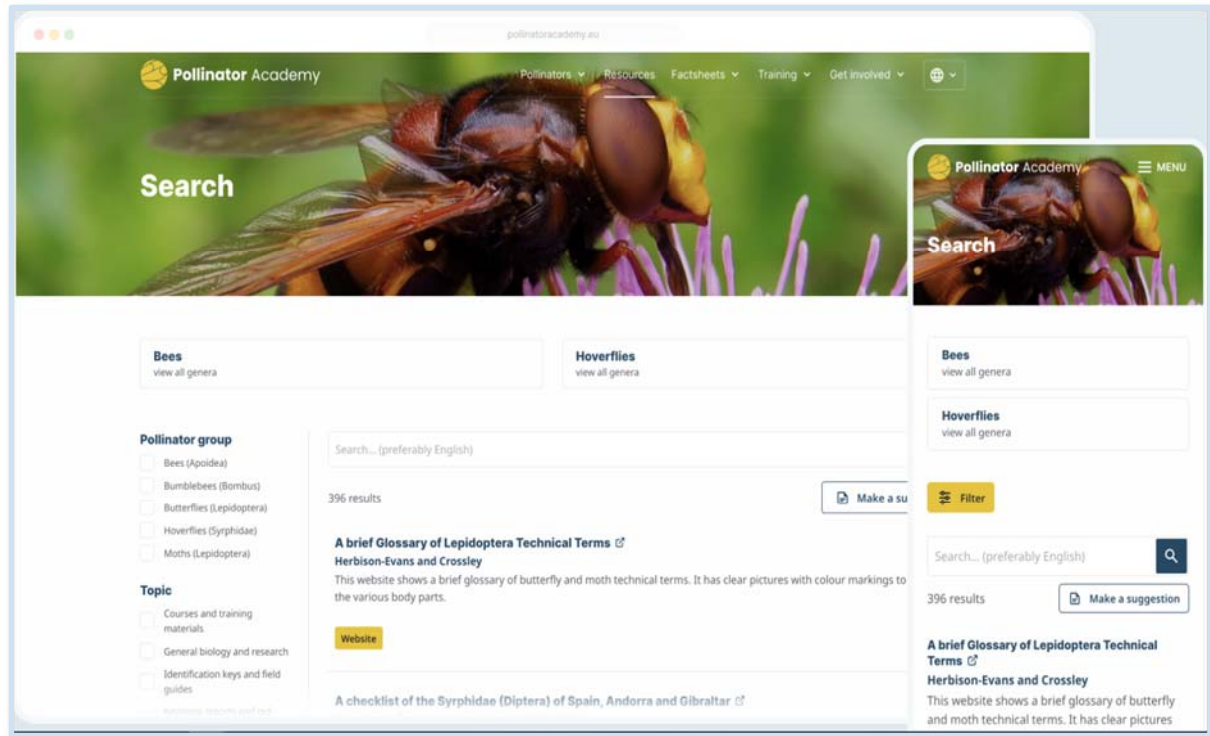 pollinatoracademy.eu
Pollinator Academy
Pollinators Resources Factsheets Training Get involved
Search
Bees
view all genera
Hoverflies
view all genera
Pollinator group
Bees (Apoidea)
Bumblebees (Bombus)
Butterflies (Lepidoptera)
Hoverflies (Syrphidae)
Moths (Lepidoptera)
Topic
Courses and training
materials
General biology and research
Identification keys and field
guides
Search... (preferably English)
396 results
Make a su
A brief Glossary of Lepidoptera Technical Terms
Herbison-Evans and Crossley
This website shows a brief glossary of butterfly and moth technical terms. It has clear pictures with colour markings to
the various body parts.
Website
A checklist of the Syrphidae (Diptera) of Spain, Andorra and Gibraltar
Pollinator Academy
MENU
Search
Bees
view all genera
Hoverflies
view all genera
Filter
Search... (preferably English)
396 results
Make a suggestion
A brief Glossary of Lepidoptera Technical
Terms
Herbison-Evans and Crossley
This website shows a brief glossary of butterfly
and moth technical terms. It has clear pictures